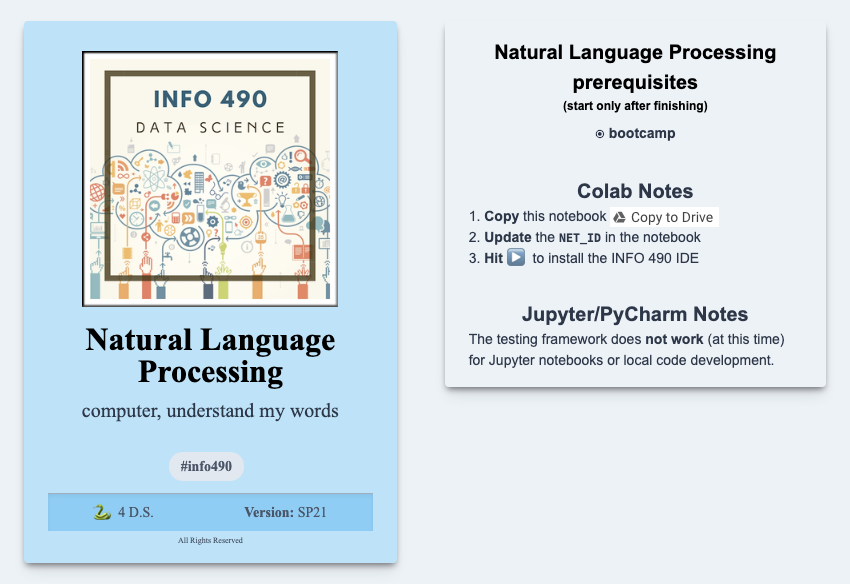 INFO 490
DATA SCIENCE
Natural Language
Processing
computer, understand my words
#info490
4 D.S.
Version: SP21
All Rights Reserved
Natural Language Processing
prerequisites
(start only after finishing)
bootcamp
Colab Notes
1. Copy this notebook Copy to Drive
2. Update the NET_ID in the notebook
3. Hit to install the INFO 490 IDE
Jupyter/PyCharm Notes
The testing framework does not work (at this time)
for Jupyter notebooks or local code development.